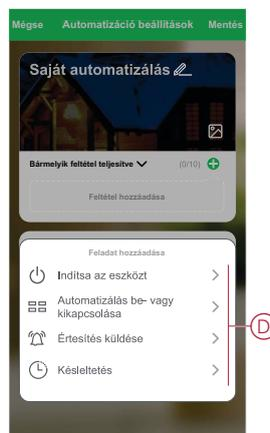 Mégse Automatizáció beállítások Mentés
Saját automatizálás
Bármelyik feltétel teljesitve (0/10)
Feltétel hozzáadása
Feladat hozzáadása
Indítsa az eszközt
Automatizálás be- vagy
kikapcsolása
Értesítés küldése
Késleltetés
D